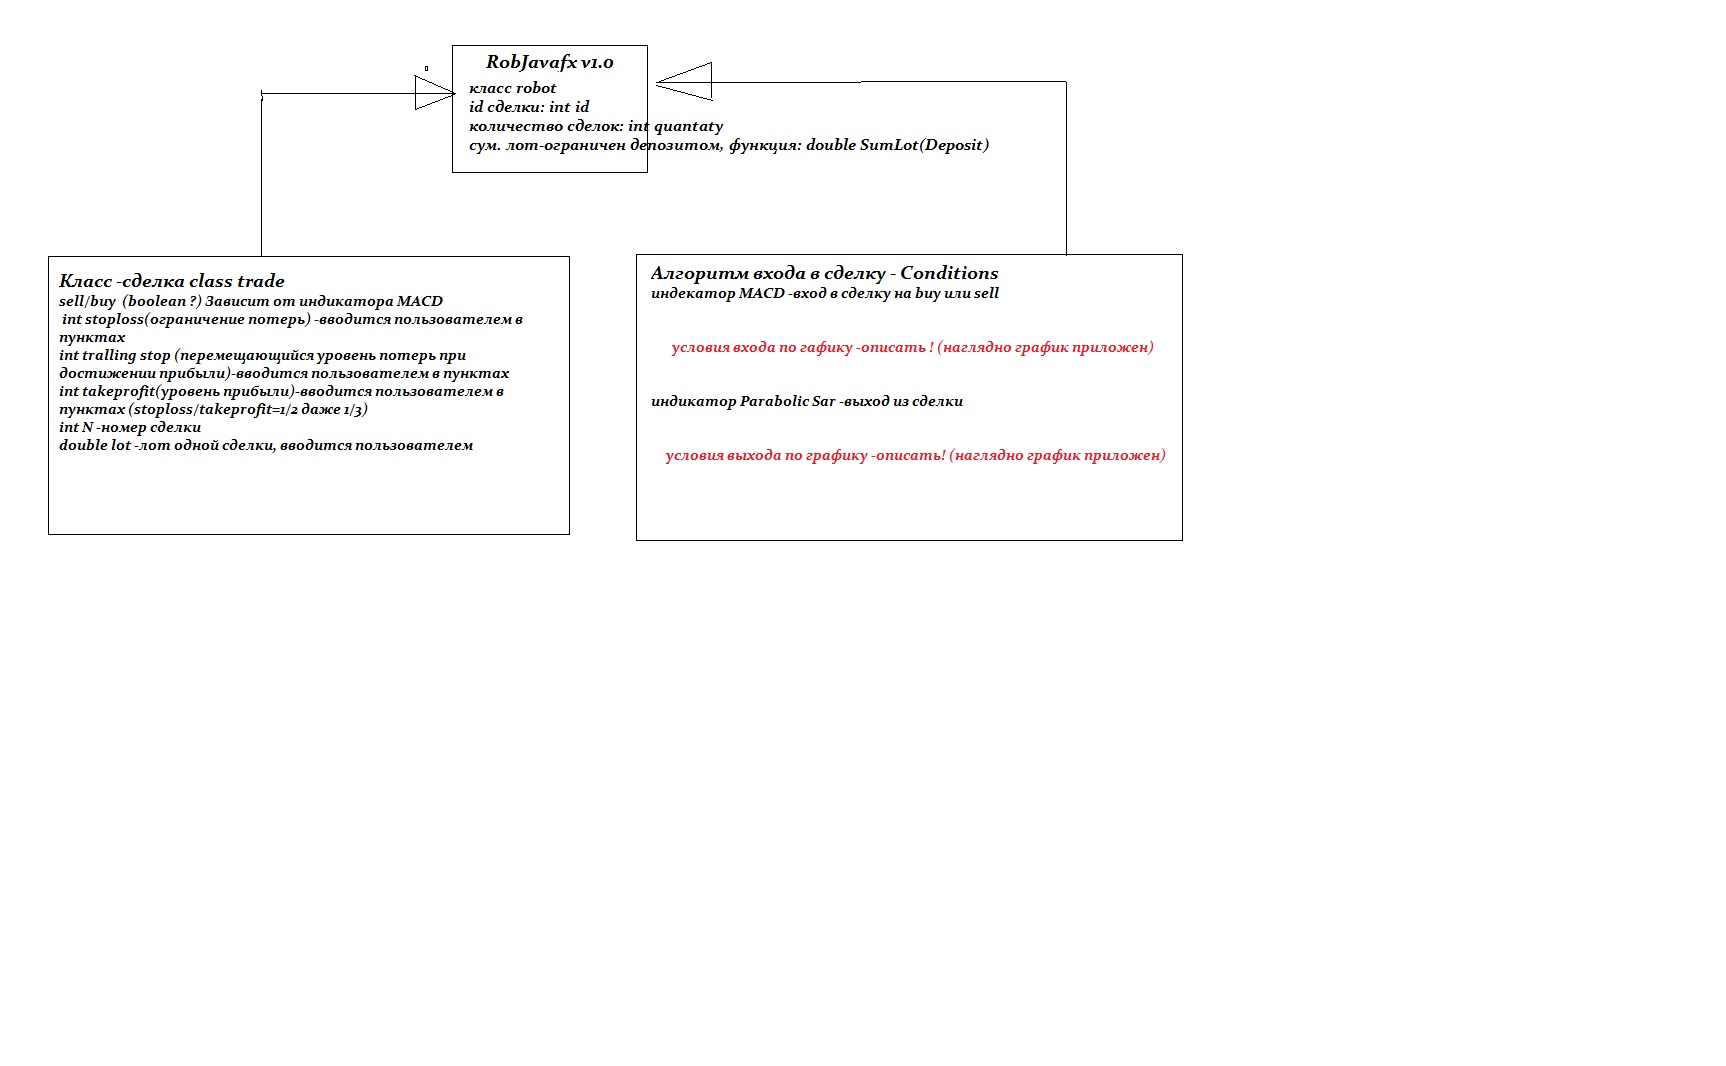 RobJavafx v1.0
класс robot
id сделки: int id
количество сделок: int quantaty
сум. лот-ограничен депозитом, функция: double SumLot(Deposit)
Класс -сделка class trade
sell/buy (boolean ?) Зависит от индикатора MACD
int stoploss(ограничение потерь) -вводится пользователем в
пунктах
int tralling stop (перемещающийся уровень потерь при
достижении прибыли)-вводится пользователем в пунктах
int takeprofit(уровень прибыли)-вводится пользователем в
пунктах (stoploss/takeprofit=1/2 даже 1/3)
int N -номер сделки
double lot -лот одной сделки, вводится пользователем
Алгоритм входа в сделку - Conditions
индекатор MACD -вход в сделку на buy или sell
условия входа по гафику -описать ! (наглядно график приложен)
индикатор Parabolic Sar -выход из сделки
условия выхода по графику -описать! (наглядно график приложен)